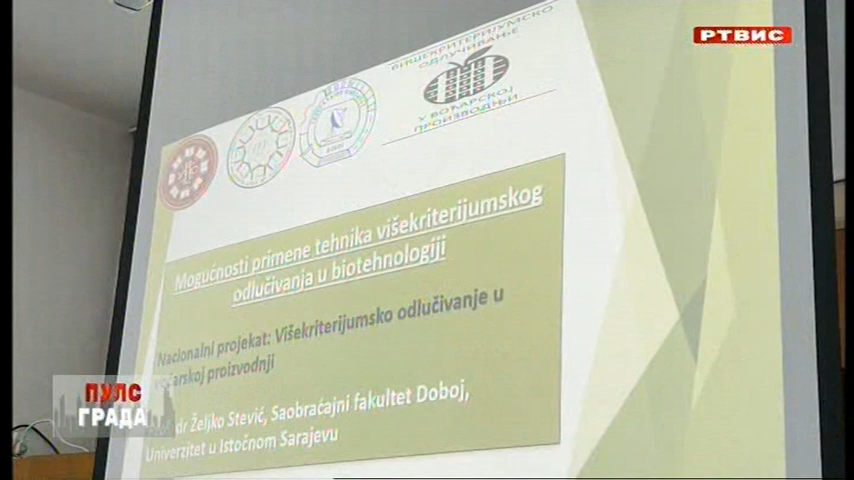 РТВИС
ВИШЕКРИТЕРИЈУМСКО
ОДЛУЧИВАЊЕ
У ВОЋАРСКОЈ
ПРОИЗВОДЊИ
Mogućnosti primene tehnika višekriterijumskog
odlučivanja u biotehnologiji
Nacionalni projekat: Višekriterijumsko odlučivanje u
voćarskoj proizvodnji
dr Željko Stević, Saobraćajni fakultet Doboj,
Univerzitet u Istočnom Sarajevu
ПУЛС
ГРАДА